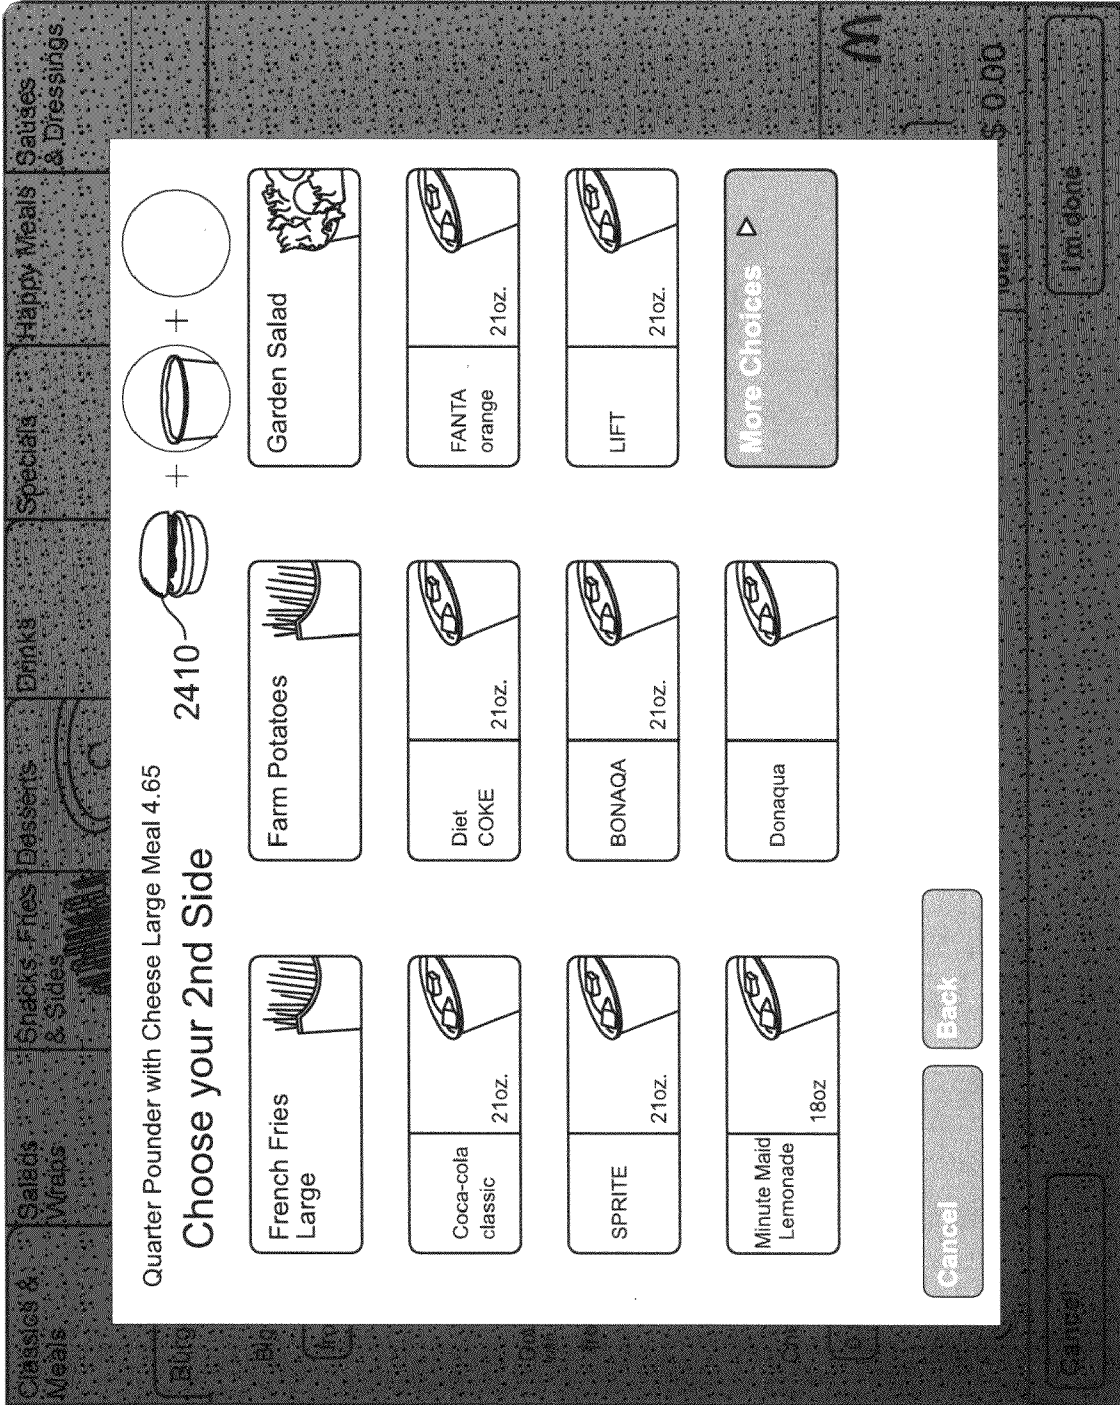 Classics &
Meals
Salads
Wraps
Snacks Fries
& Sides
Desserts
Drinks
Specials
Happy Meals
Sauses
& Dressings
Quarter Pounder with Cheese Large Meal 4.65
Choose your 2nd Side
2410
+
+
French Fries
Large
Farm Potatoes
Garden Salad
Coca-cola
classic
21oz.
Diet
COKE
21oz.
FANTA
orange
21oz.
SPRITE
21oz.
BONAQA
21oz.
LIFT
21oz.
Minute Maid
Lemonade
18oz
Donaqua
More Choices
Cancel
Back
$ 0.00
Cancel
I'm done